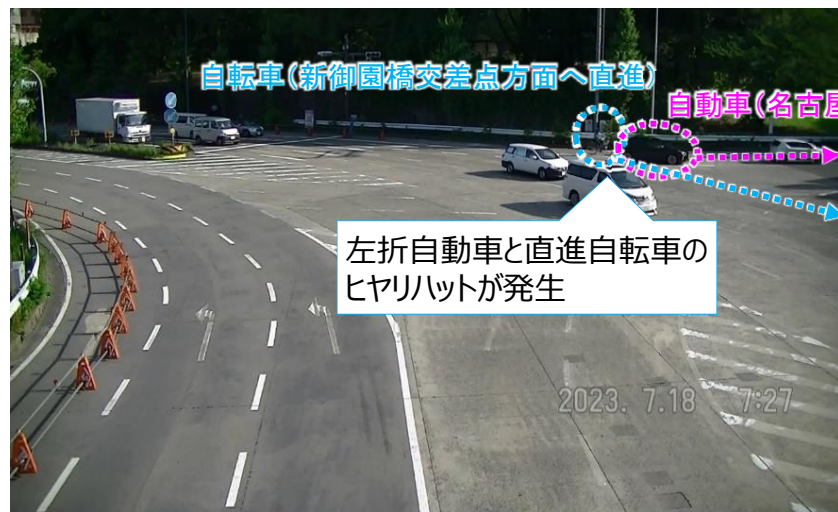 自転車(新御園橋交差点方面へ直進)
自動車(名古屋
左折自動車と直進自転車の
ヒヤリハットが発生
2023. 7.18 7:27